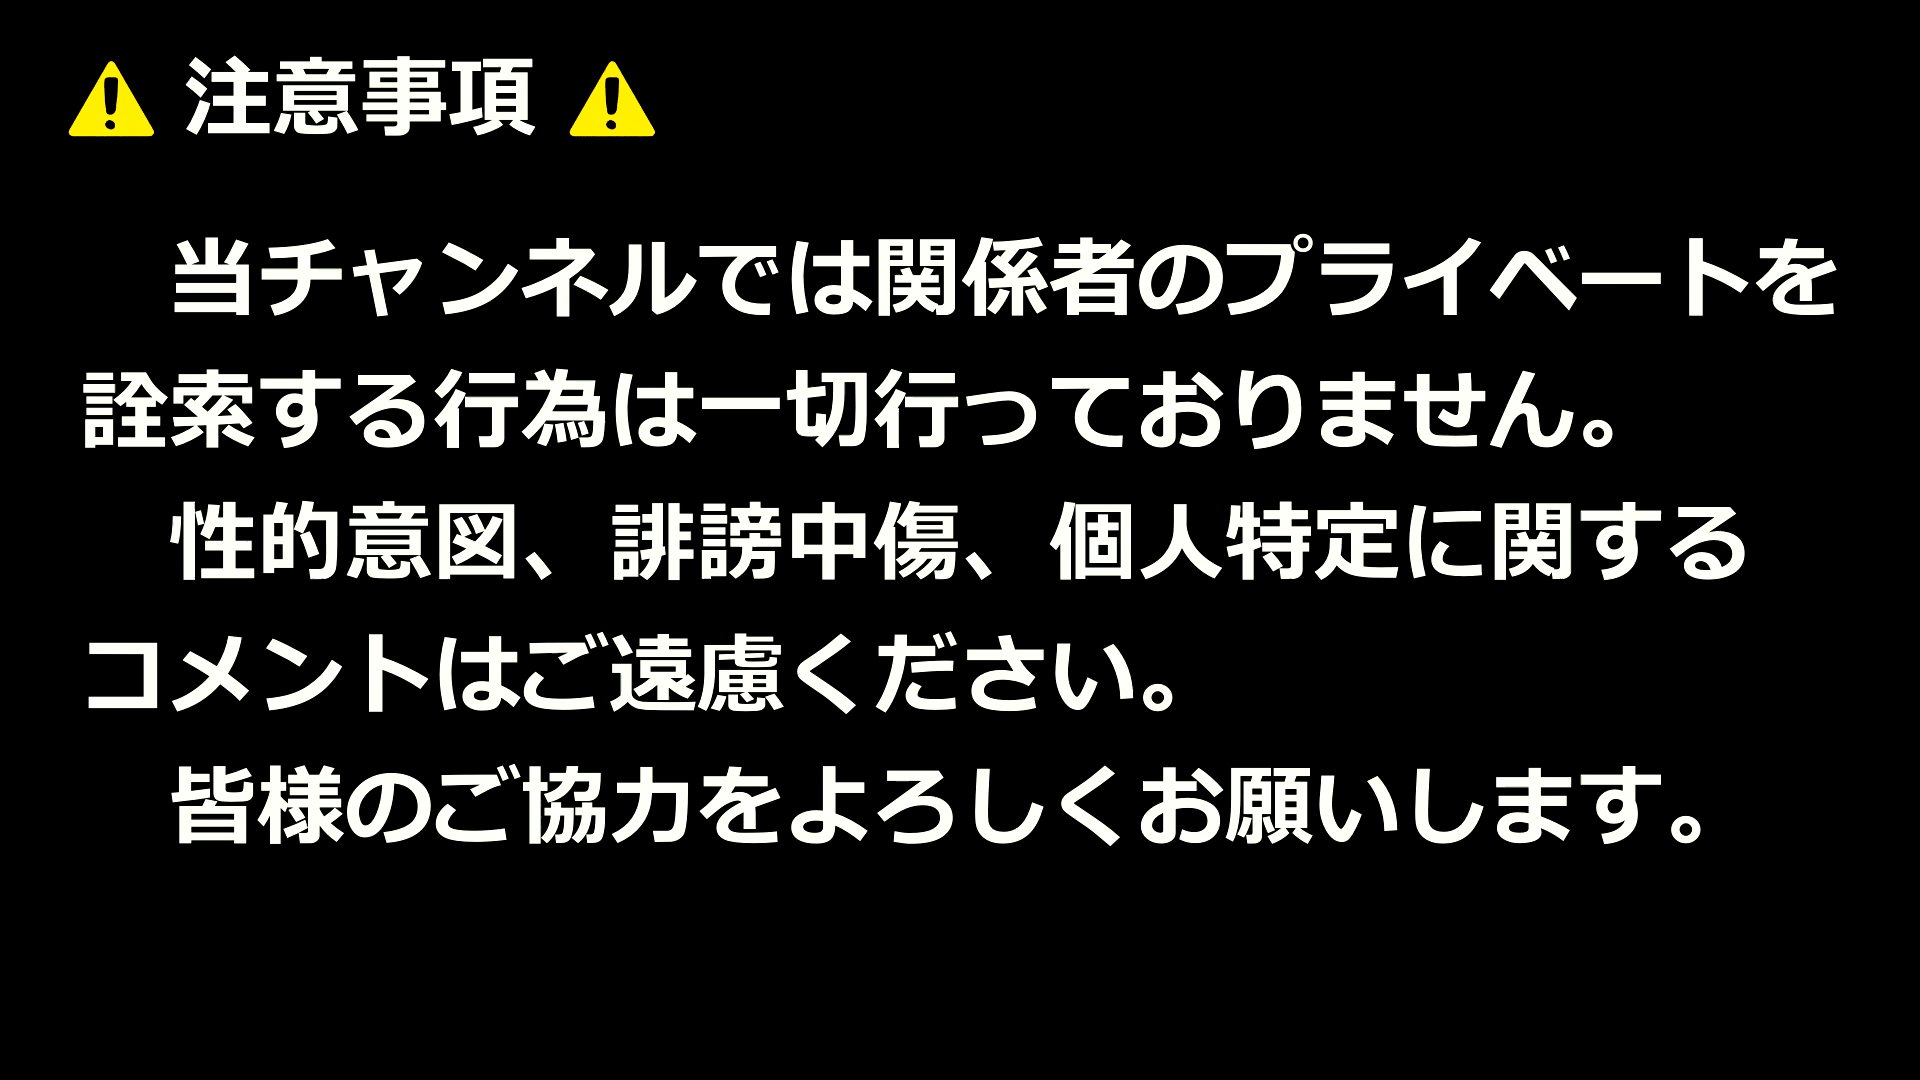 ⚠ 注意事項 ⚠
当チャンネルでは関係者のプライベートを
詮索する行為は一切行っておりません。
性的意図、誹謗中傷、個人特定に関する
コメントはご遠慮ください。
皆様のご協力をよろしくお願いします。